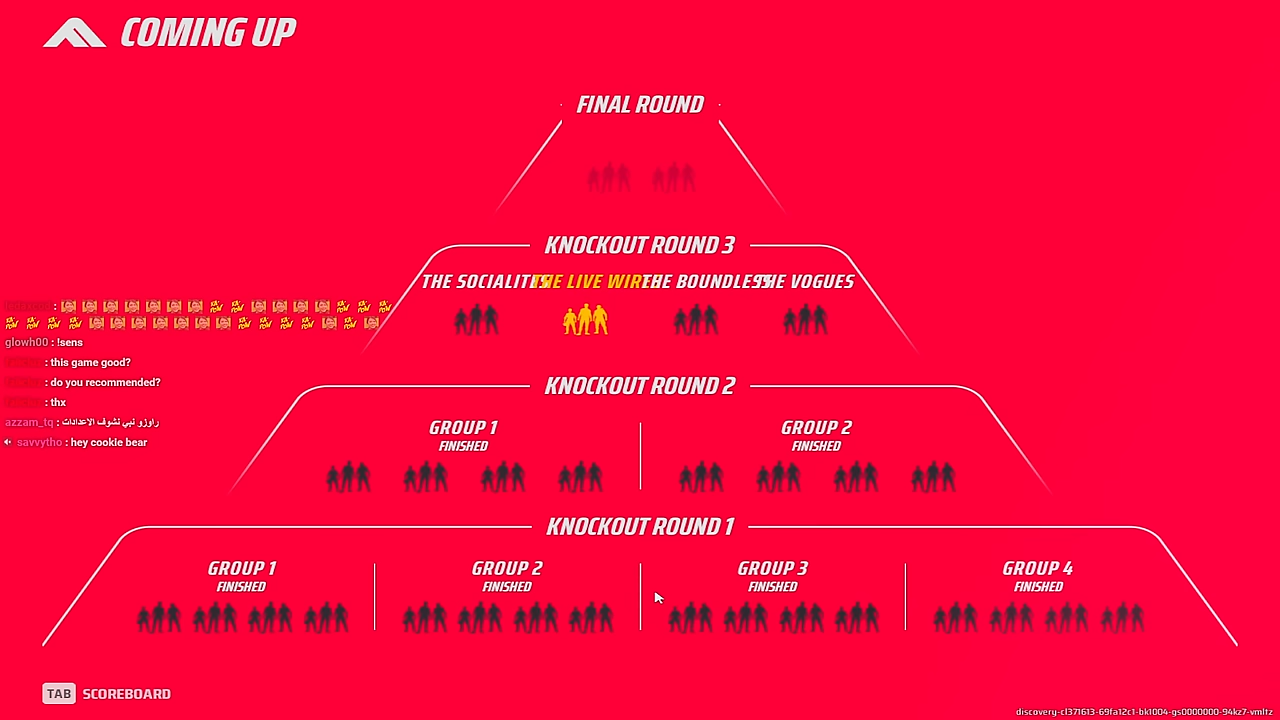 COMING UP
FINAL ROUND
KNOCKOUT ROUND 3
THE SOCIALITES THE LIVE WIRES THE BOUNDLESS THE VOGUES
glowh00 : !sens
: this game good?
KNOCKOUT ROUND 2
: do you recommended?
: thx
azzam_tq : راوزو نبي نشوف الاعدادات
savvytho : hey cookie bear
GROUP 1 GROUP 2
FINISHED FINISHED
KNOCKOUT ROUND 1
GROUP 1 GROUP 2 GROUP 3 GROUP 4
FINISHED FINISHED FINISHED FINISHED
TAB SCOREBOARD
discovery-cl371613-69fa12c1-bk1004-gs0000000-94kz7-vmltz